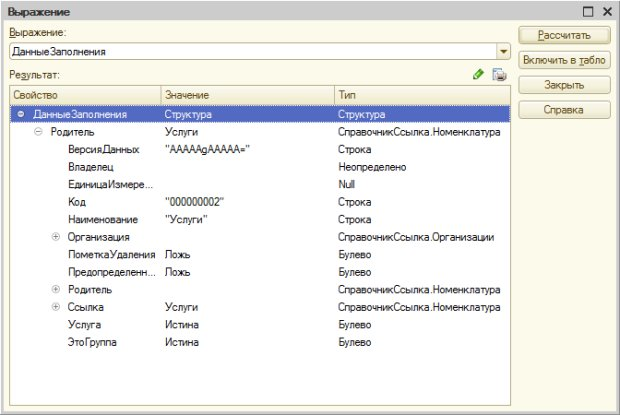 Выражение
Выражение:
ДанныеЗаполнения
Результат:
Рассчитать
Включить в табло
Закрыть
Справка
Свойство Значение Тип
ДанныеЗаполнения Структура Структура
Родитель Услуги СправочникСсылка.Номенклатура
ВерсияДанных "AAAAAgAAAAA=" Строка
Владелец Неопределено
ЕдиницаИзмере... Null
Код "000000002" Строка
Наименование "Услуги" Строка
Организация СправочникСсылка.Организации
ПометкаУдаления Ложь Булево
Предопределенн... Ложь Булево
Родитель СправочникСсылка.Номенклатура
Ссылка Услуги СправочникСсылка.Номенклатура
Услуга Истина Булево
ЭтоГруппа Истина Булево